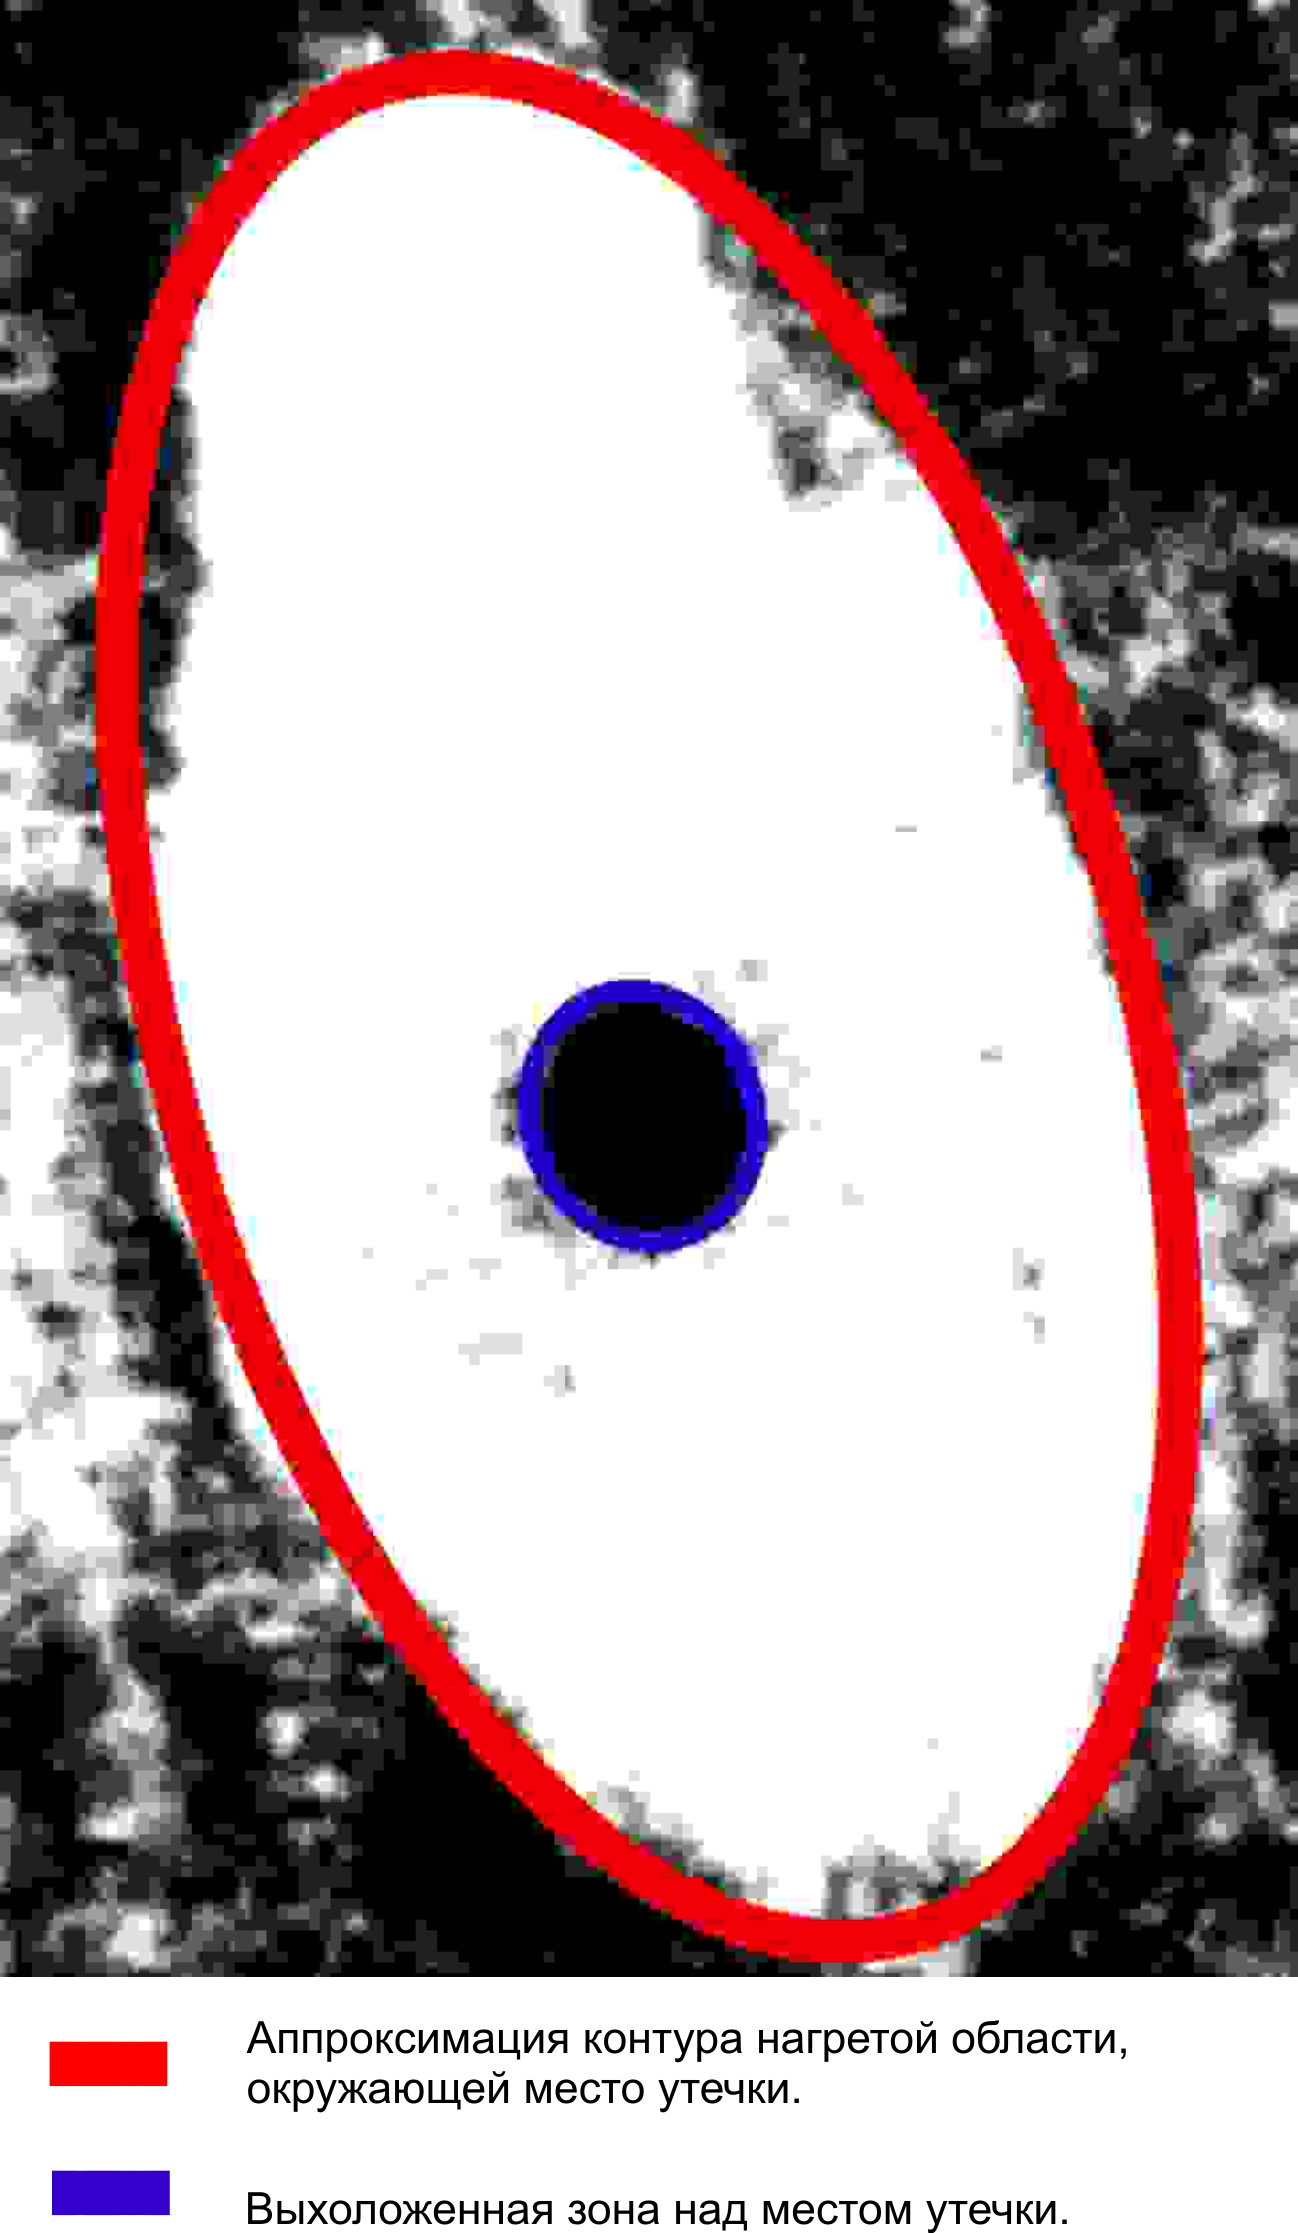 Аппроксимация контура нагретой области,
окружающей место утечки.
Выхоложенная зона над местом утечки.